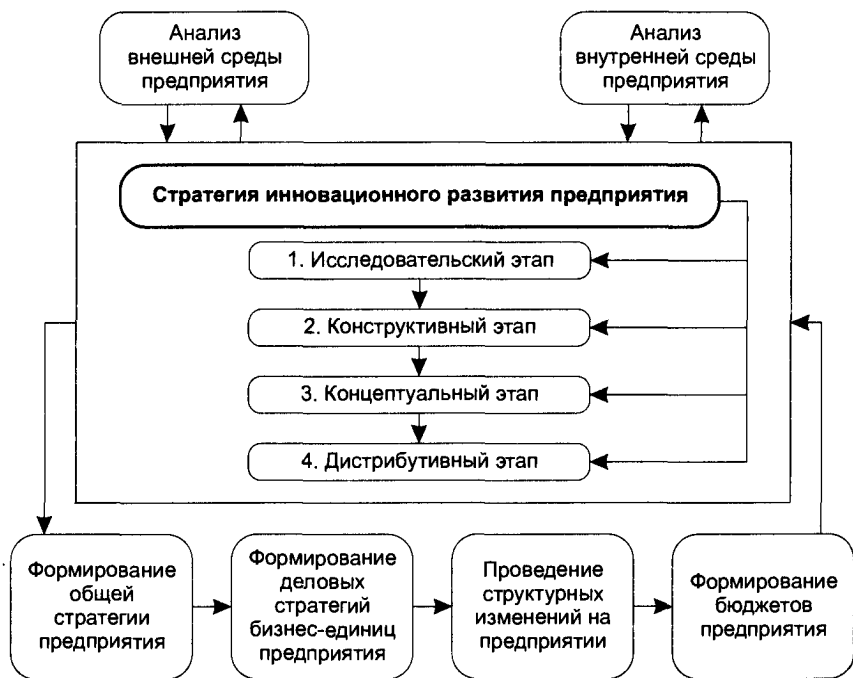 Анализ
внешней среды
предприятия
Анализ
внутренней среды
предприятия
Стратегия инновационного развития предприятия
1. Исследовательский этап
2. Конструктивный этап
3. Концептуальный этап
4. Дистрибутивный этап
Формирование
общей
стратегии
предприятия
Формирование
деловых
стратегий
бизнес-единиц
предприятия
Проведение
структурных
изменений на
предприятии
Формирование
бюджетов
предприятия